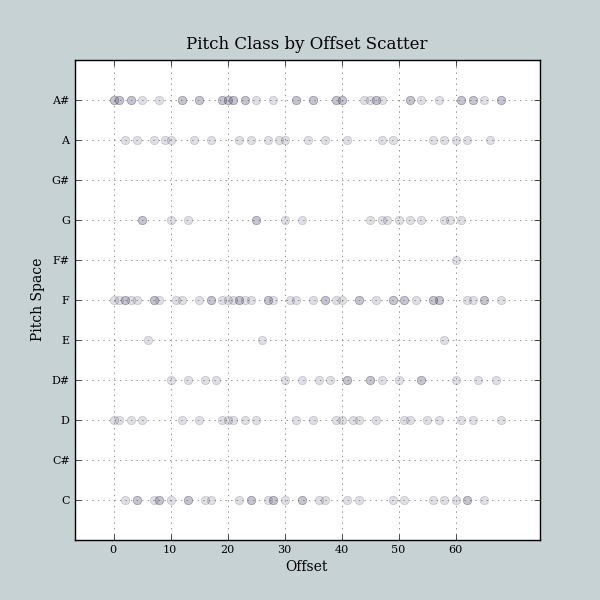 Pitch Class by Offset Scatter
A#
A
G#
G
F#
F
E
D#
D
C#
C
Pitch Space
0 10 20 30 40 50 60
Offset